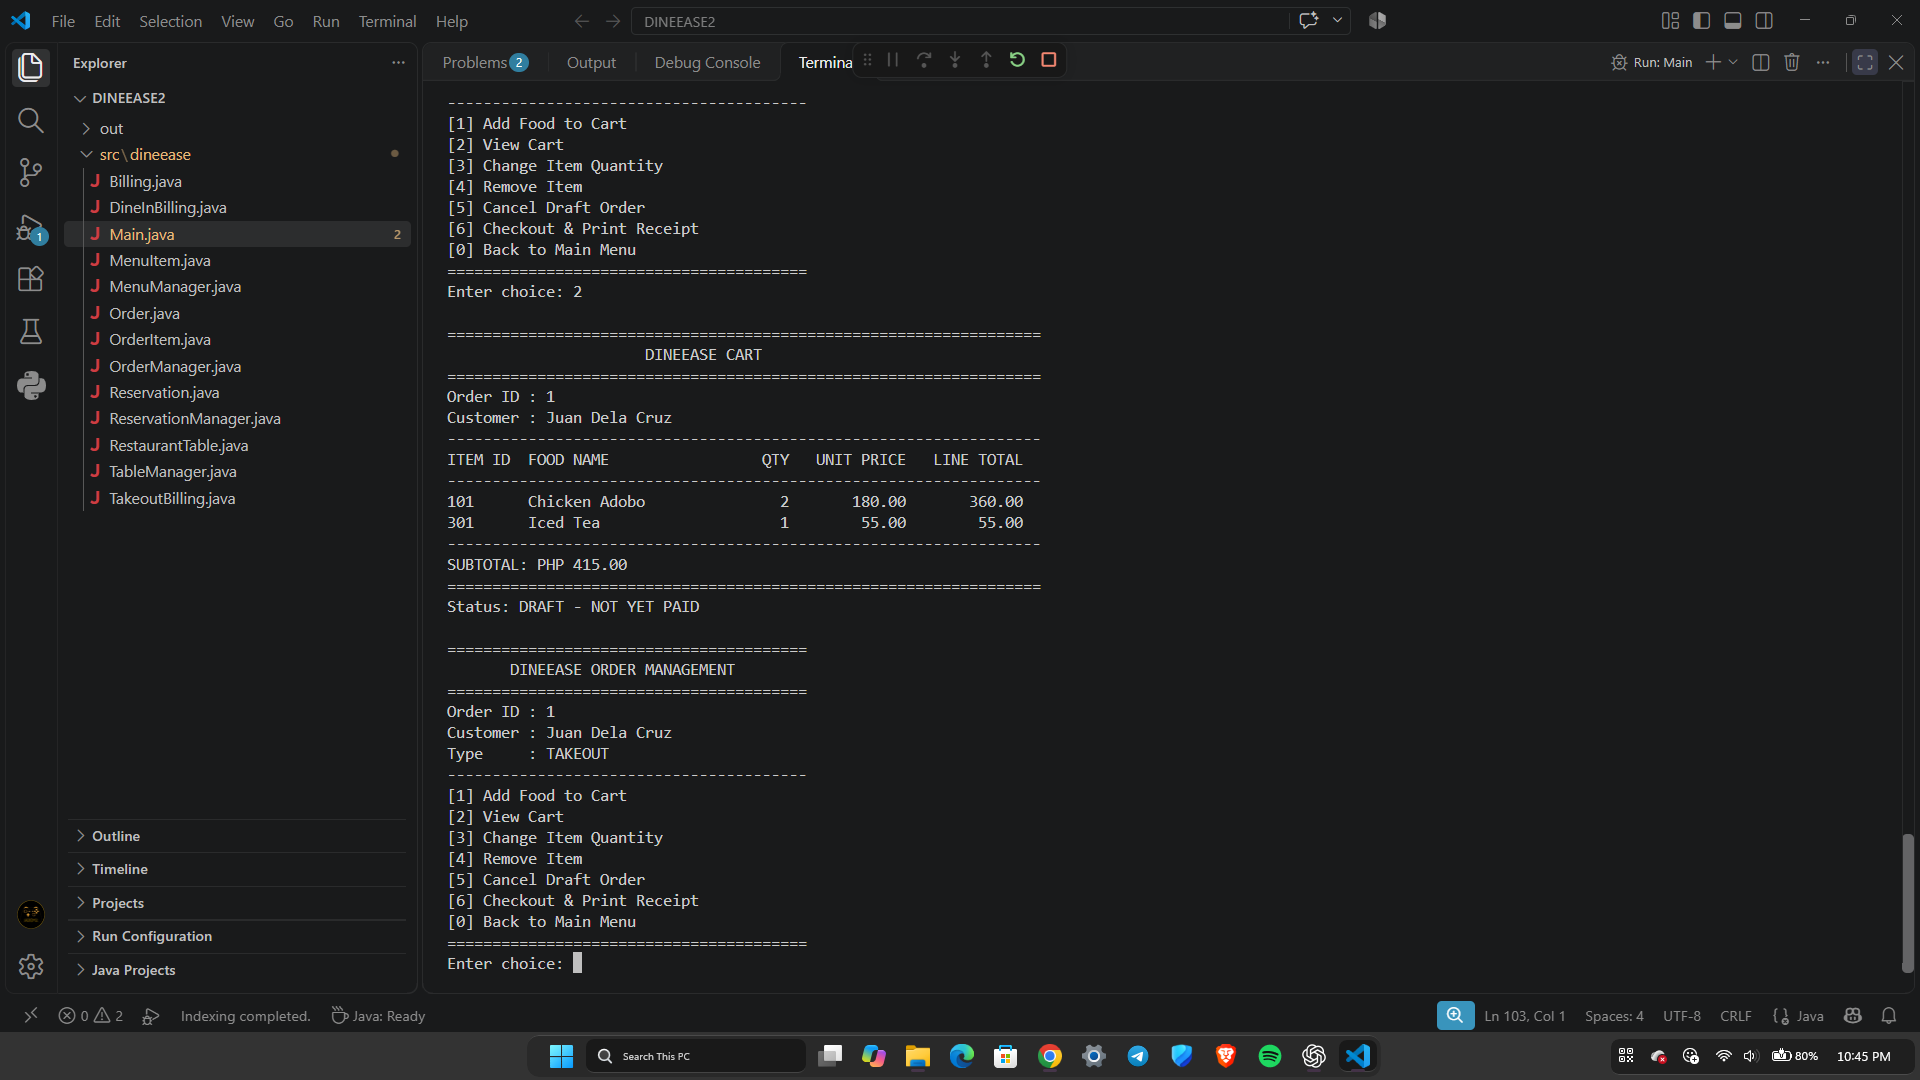 File Edit Selection View Go Run Terminal Help
DINEEASE2
Explorer
DINEEASE2
out
src\dineease
Billing.java
DineInBilling.java
Main.java 2
MenuItem.java
MenuManager.java
Order.java
OrderItem.java
OrderManager.java
Reservation.java
ReservationManager.java
RestaurantTable.java
TableManager.java
TakeoutBilling.java
Outline
Timeline
Projects
Run Configuration
Java Projects
1
Problems 2 Output Debug Console Termina
Run: Main
----------------------------------------
[1] Add Food to Cart
[2] View Cart
[3] Change Item Quantity
[4] Remove Item
[5] Cancel Draft Order
[6] Checkout & Print Receipt
[0] Back to Main Menu
========================================
Enter choice: 2
==================================================================
DINEEASE CART
==================================================================
Order ID : 1
Customer : Juan Dela Cruz
------------------------------------------------------------------
ITEM ID FOOD NAME QTY UNIT PRICE LINE TOTAL
------------------------------------------------------------------
101 Chicken Adobo 2 180.00 360.00
301 Iced Tea 1 55.00 55.00
------------------------------------------------------------------
SUBTOTAL: PHP 415.00
==================================================================
Status: DRAFT - NOT YET PAID
========================================
DINEEASE ORDER MANAGEMENT
========================================
Order ID : 1
Customer : Juan Dela Cruz
Type : TAKEOUT
----------------------------------------
[1] Add Food to Cart
[2] View Cart
[3] Change Item Quantity
[4] Remove Item
[5] Cancel Draft Order
[6] Checkout & Print Receipt
[0] Back to Main Menu
========================================
Enter choice:
0 2 Indexing completed. Java: Ready
Ln 103, Col 1 Spaces: 4 UTF-8 CRLF Java
Search This PC
80% 10:45 PM